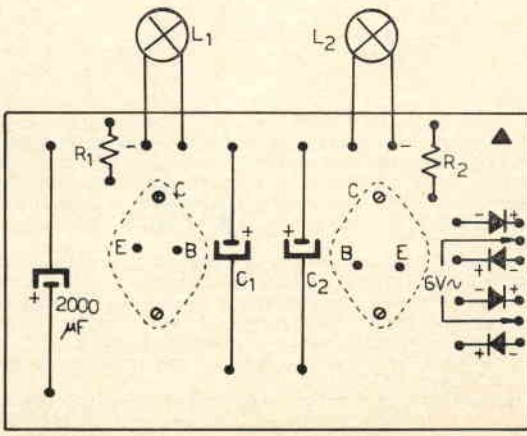 L1
L2
R1
-
-
R2
C
C
E
B
B
E
+
+
C1
C2
+
2000
µF
6V~
- +
+ -
- +
+ -